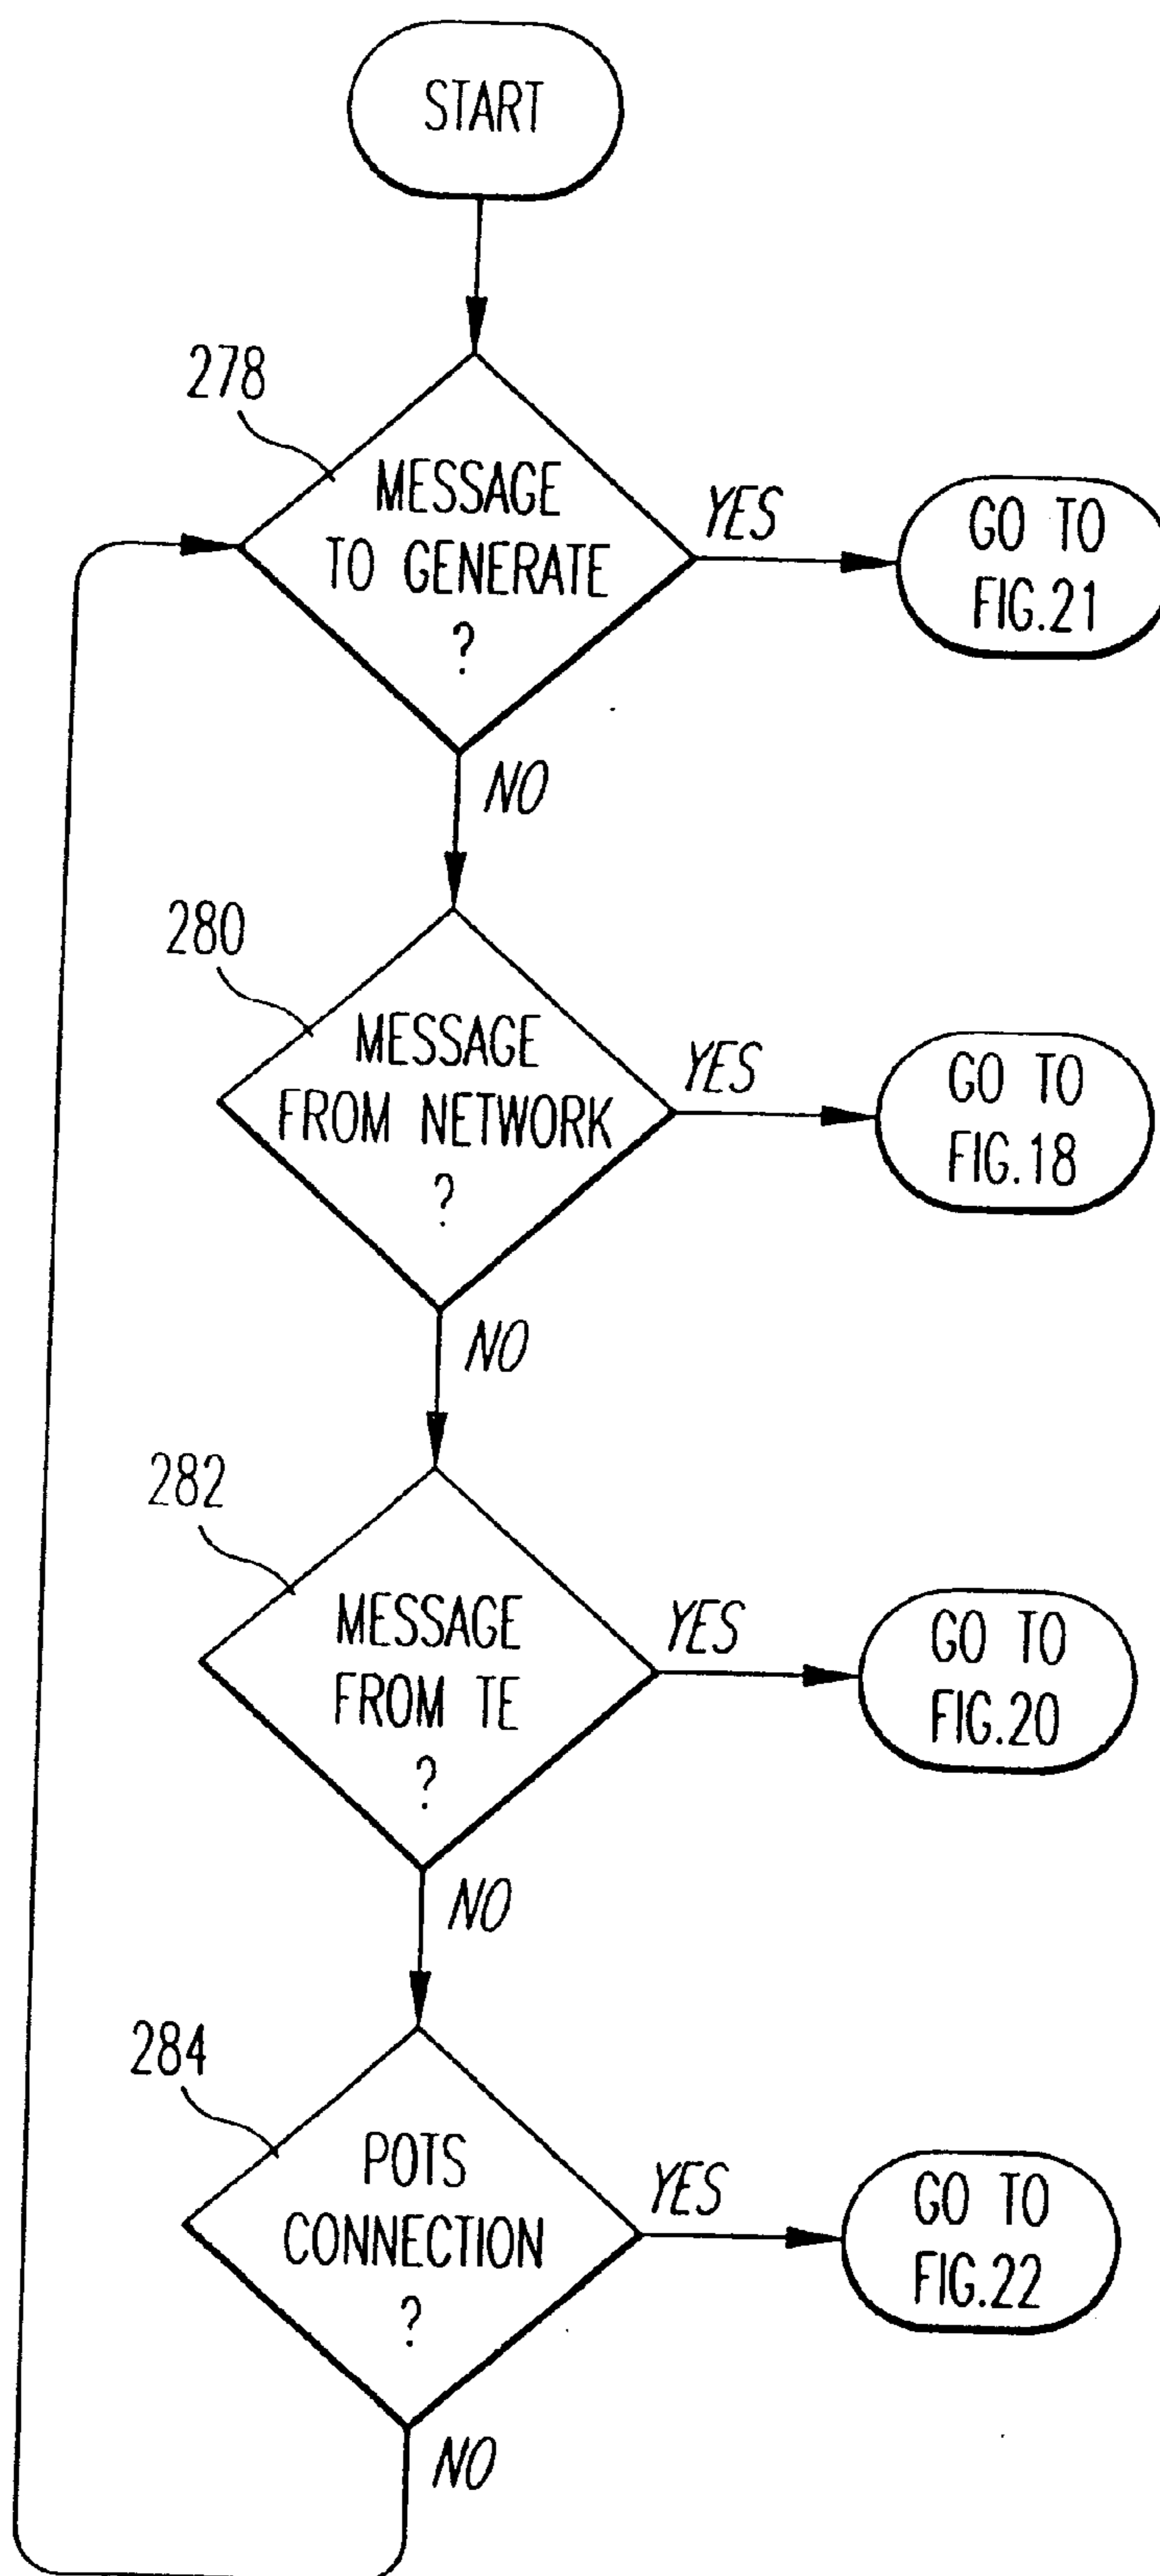 START
278
MESSAGE
TO GENERATE
?
YES
GO TO
FIG.21
NO
280
MESSAGE
FROM NETWORK
?
YES
GO TO
FIG.18
NO
282
MESSAGE
FROM TE
?
YES
GO TO
FIG.20
NO
284
POTS
CONNECTION
?
YES
GO TO
FIG.22
NO